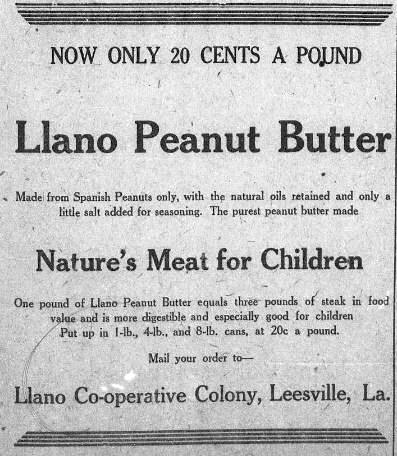 NOW ONLY 20 CENTS A POUND
Llano Peanut Butter
Made from Spanish Peanuts only, with the natural oils retained and only a
little salt added for seasoning. The purest peanut butter made
Nature's Meat for Children
One pound of Llano Peanut Butter equals three pounds of steak in food
value and is more digestible and especially good for children
Put up in 1-lb., 4-lb., and 8-lb. cans, at 20c a pound.
Mail your order to—
Llano Co-operative Colony, Leesville, La.